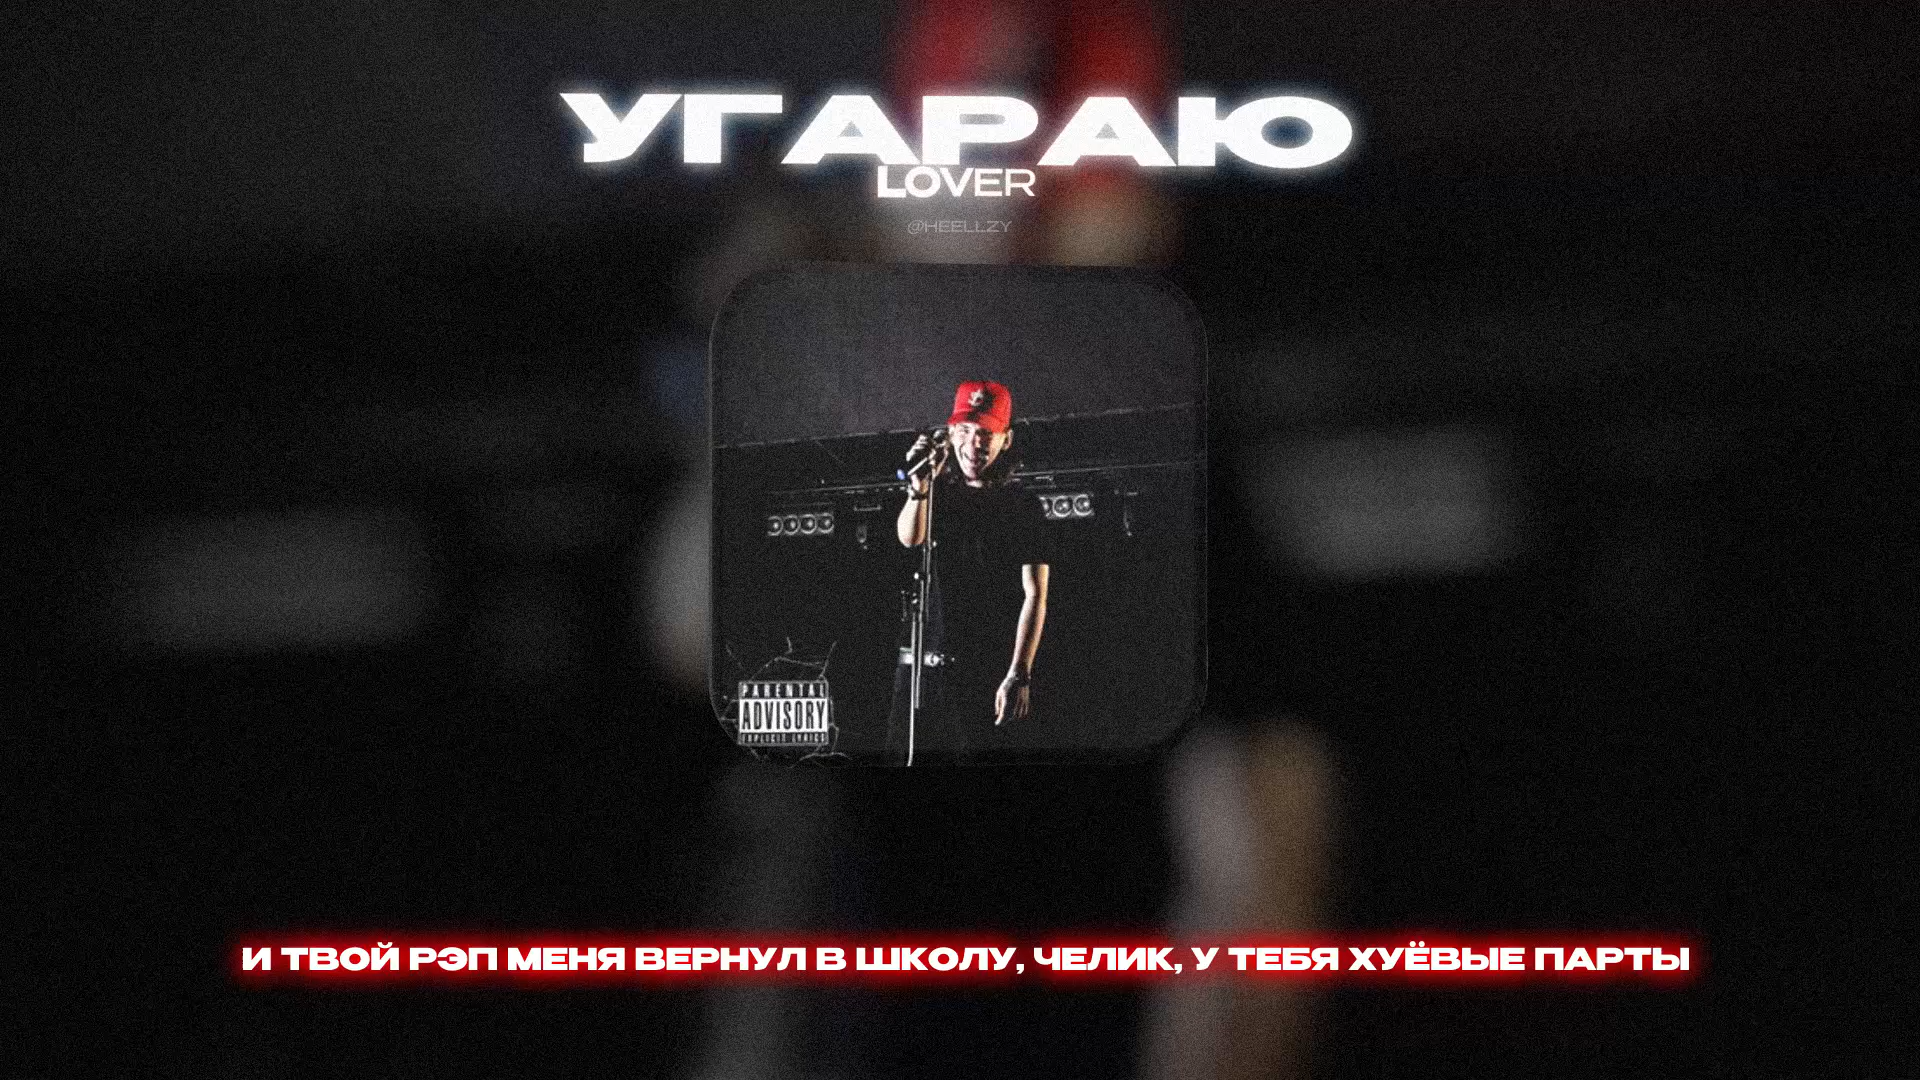 УГАРАЮ
LOVER
@HEELLZY
PARENTAL
ADVISORY
EXPLICIT LYRICS
И ТВОЙ РЭП МЕНЯ ВЕРНУЛ В ШКОЛУ, ЧЕЛИК, У ТЕБЯ ХУЁВЫЕ ПАРТЫ